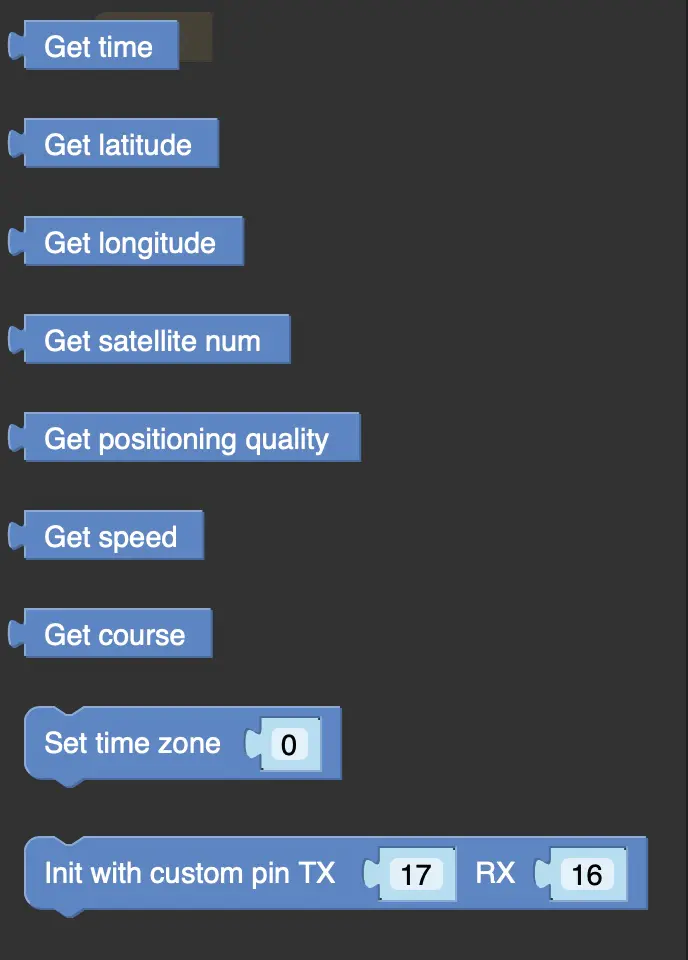 Get time
Get latitude
Get longitude
Get satellite num
Get positioning quality
Get speed
Get course
Set time zone 0
Init with custom pin TX 17 RX 16